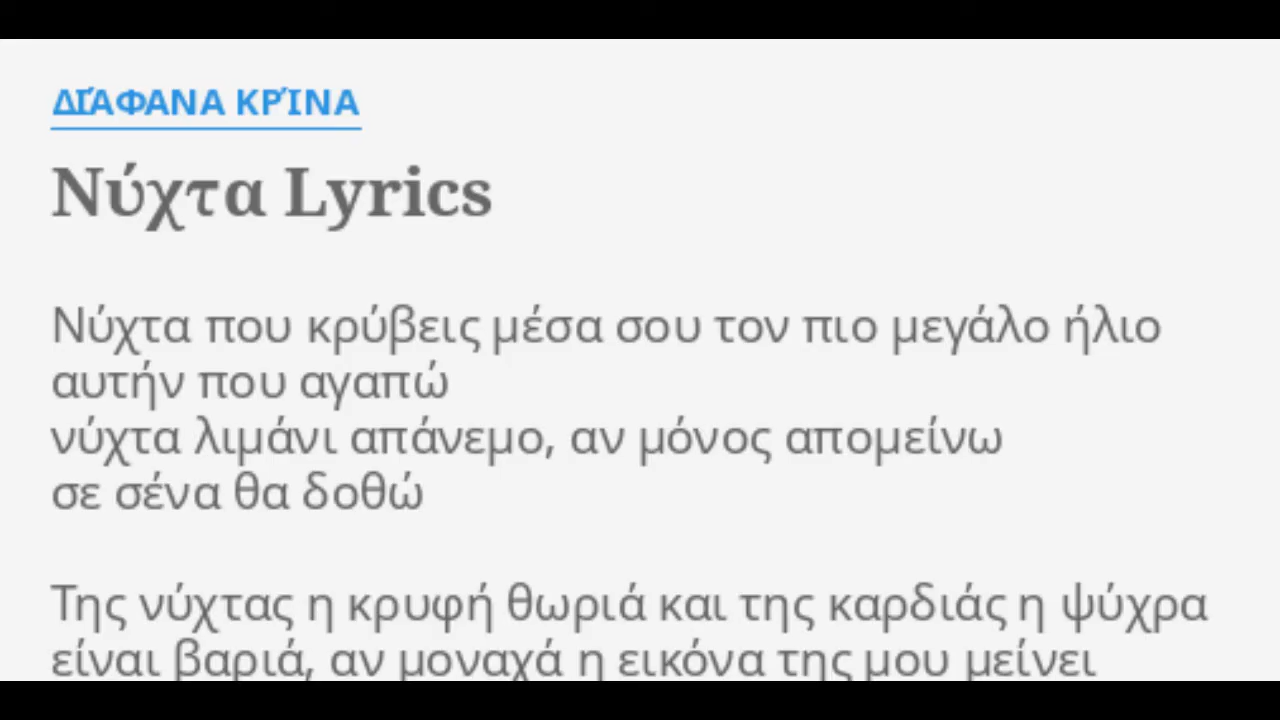 ΔΙΆΦΑΝΑ ΚΡΊΝΑ
Νύχτα Lyrics
Νύχτα που κρύβεις μέσα σου τον πιο μεγάλο ήλιο
αυτήν που αγαπώ
νύχτα λιμάνι απάνεμο, αν μόνος απομείνω
σε σένα θα δοθώ
Της νύχτας η κρυφή θωριά και της καρδιάς η ψύχρα
είναι βαριά, αν μοναχά η εικόνα της μου μείνει